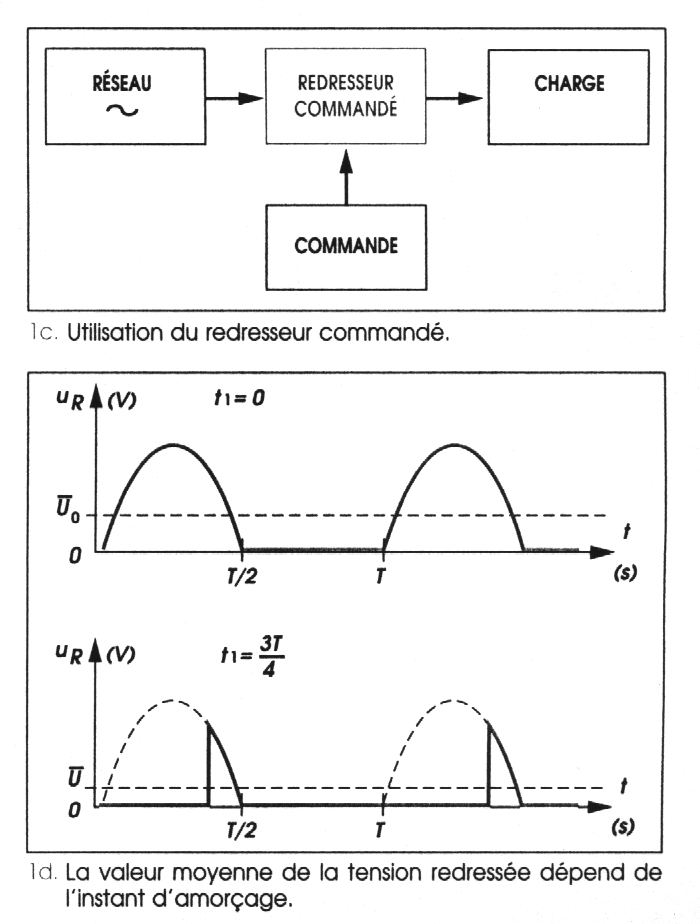 RÉSEAU
~
REDRESSEUR
COMMANDÉ
CHARGE
COMMANDE
1c. Utilisation du redresseur commandé.
uR (V)
t1 = 0
U̅0
0
T/2
T
t
(s)
uR (V)
t1 = 3T/4
U̅
0
T/2
T
t
(s)
1d. La valeur moyenne de la tension redressée dépend de
l'instant d'amorçage.